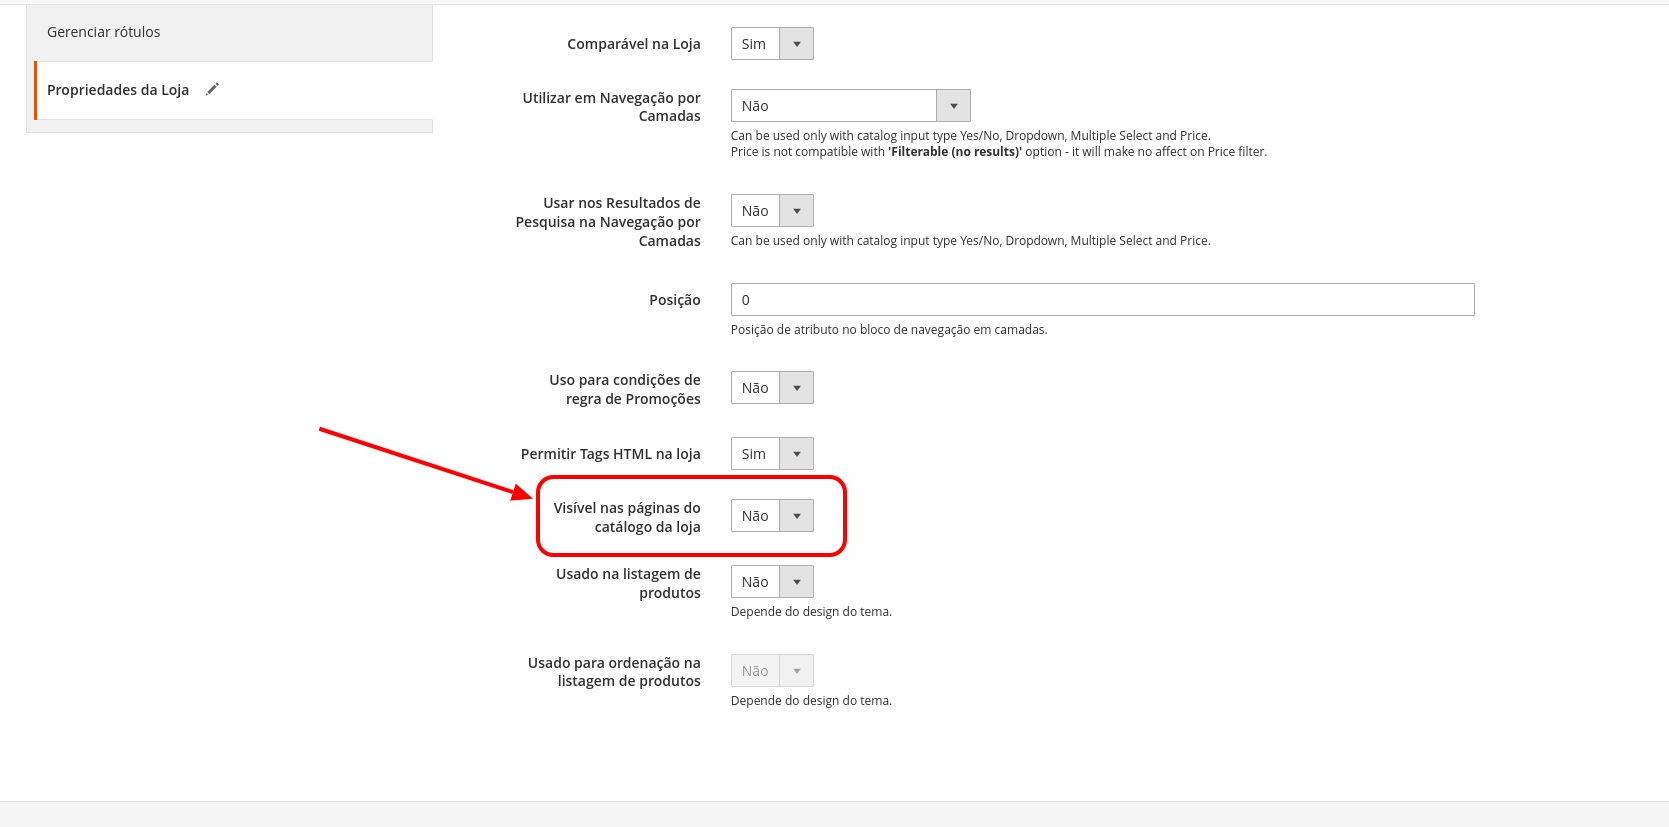 Gerenciar rótulos
Propriedades da Loja
Comparável na Loja
Sim
Utilizar em Navegação por
Camadas
Não
Can be used only with catalog input type Yes/No, Dropdown, Multiple Select and Price.
Price is not compatible with 'Filterable (no results)' option - it will make no affect on Price filter.
Usar nos Resultados de
Pesquisa na Navegação por
Camadas
Não
Can be used only with catalog input type Yes/No, Dropdown, Multiple Select and Price.
Posição
0
Posição de atributo no bloco de navegação em camadas.
Uso para condições de
regra de Promoções
Não
Permitir Tags HTML na loja
Sim
Visível nas páginas do
catálogo da loja
Não
Usado na listagem de
produtos
Não
Depende do design do tema.
Usado para ordenação na
listagem de produtos
Não
Depende do design do tema.